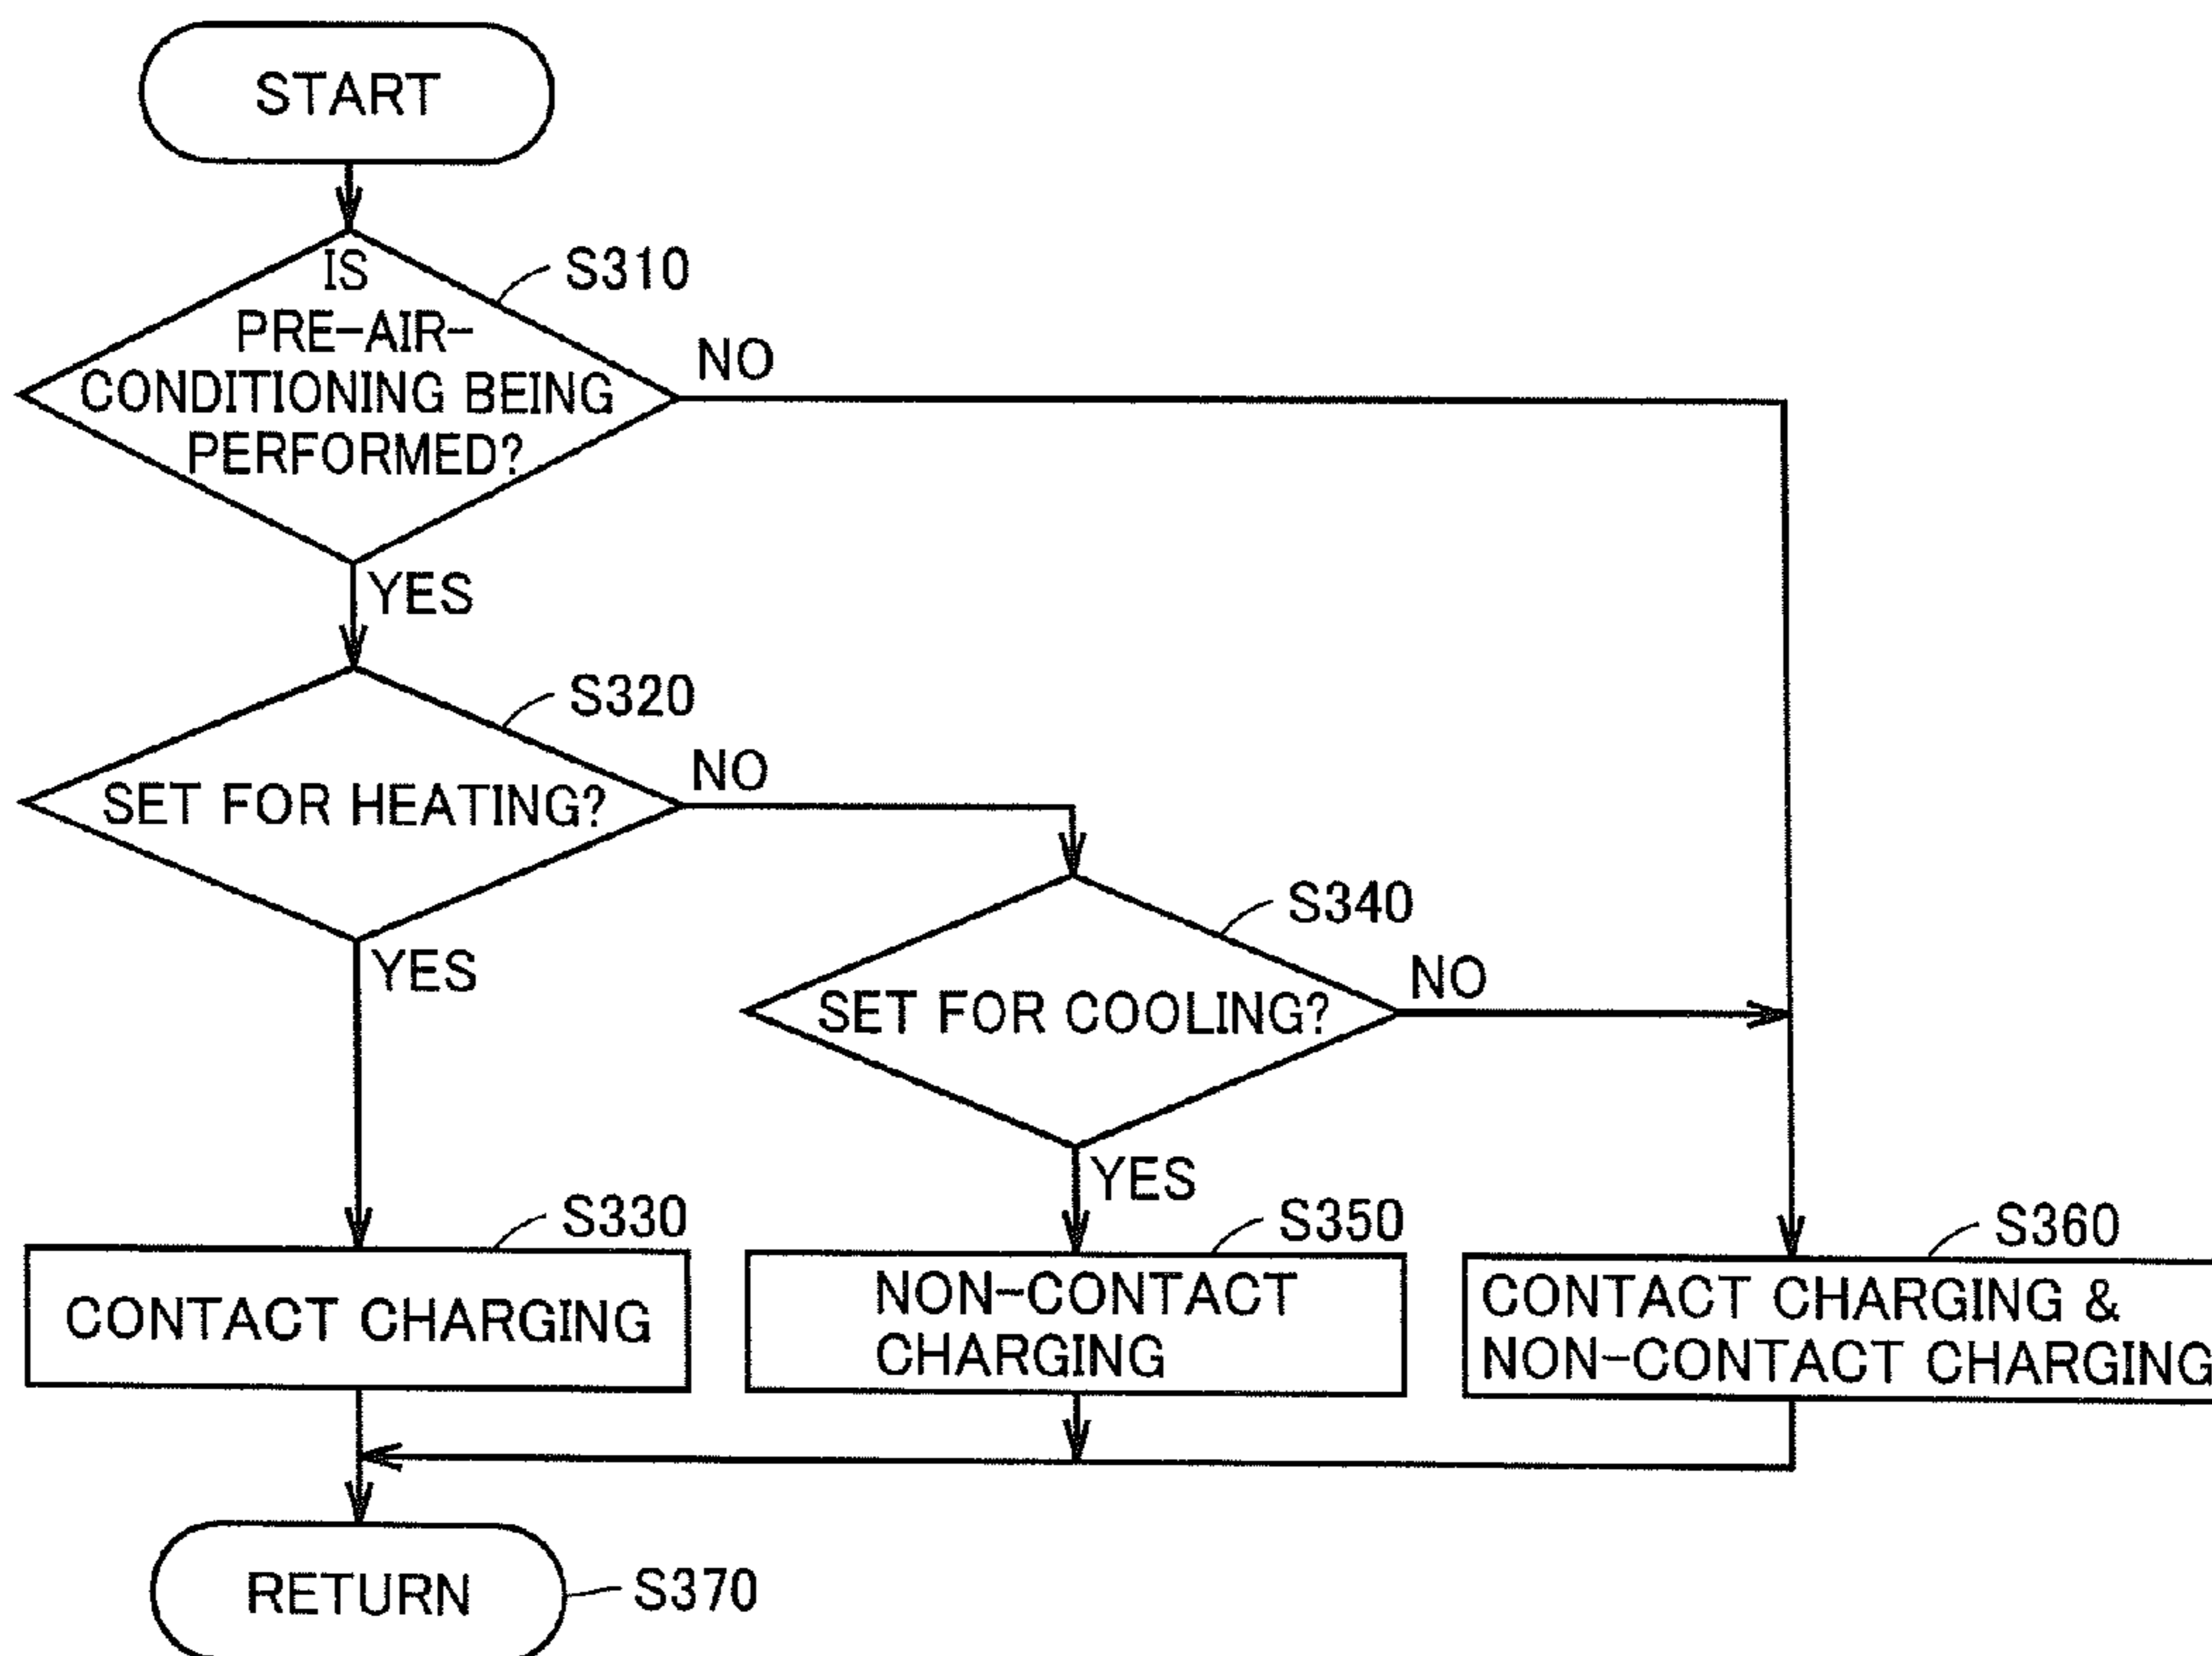 START
S310
IS
PRE-AIR-
CONDITIONING BEING
PERFORMED?
NO
YES
S320
SET FOR HEATING?
NO
YES
S340
SET FOR COOLING?
NO
YES
S330
CONTACT CHARGING
S350
NON-CONTACT
CHARGING
S360
CONTACT CHARGING &
NON-CONTACT CHARGING
RETURN
S370